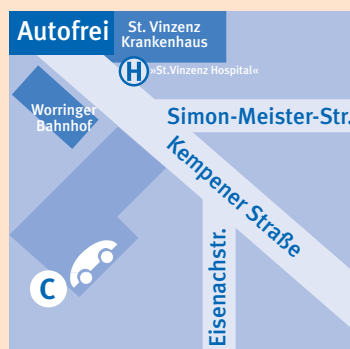 Autofrei
St. Vinzenz
Krankenhaus
H »St.Vinzenz Hospital«
Worringer
Bahnhof
Simon-Meister-Str.
Kempener Straße
Eisenachstr.
C